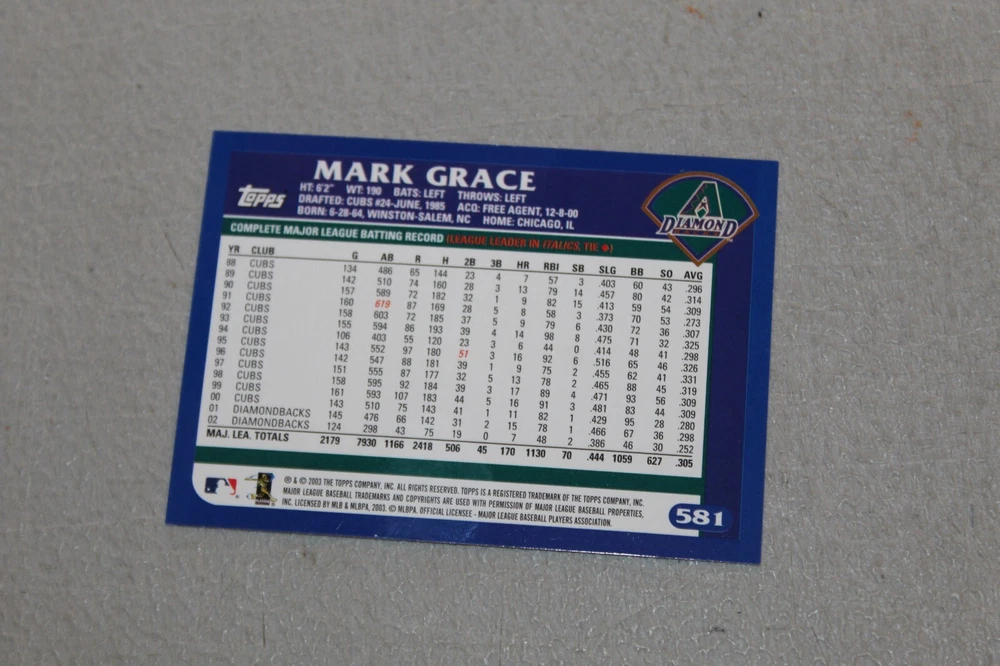 MARK GRACE
Topps
HT: 6'2" WT: 190 BATS: LEFT THROWS: LEFT
DRAFTED: CUBS #24-JUNE, 1985 ACQ: FREE AGENT, 12-8-00
BORN: 6-28-64, WINSTON-SALEM, NC HOME: CHICAGO, IL
A
DIAMOND
COMPLETE MAJOR LEAGUE BATTING RECORD (LEAGUE LEADER IN ITALICS, TIE ♦)
YR CLUB G AB R H 2B 3B HR RBI SB SLG BB SO AVG
88 CUBS 134 486 65 144 23 4 7 57 3 .403 60 43 .296
89 CUBS 142 510 74 160 28 3 13 79 14 .457 80 42 .314
90 CUBS 157 589 72 182 32 1 9 82 15 .413 59 54 .309
91 CUBS 160 619 87 169 28 5 8 58 3 .373 70 53 .273
92 CUBS 158 603 72 185 37 5 9 79 6 .430 72 36 .307
93 CUBS 155 594 86 193 39 4 14 98 8 .475 71 32 .325
94 CUBS 106 403 55 120 23 3 6 44 0 .414 48 41 .298
95 CUBS 143 552 97 180 51 3 16 92 6 .516 65 46 .326
96 CUBS 142 547 88 181 39 1 9 75 2 .455 62 41 .331
97 CUBS 151 555 87 177 32 5 13 78 2 .465 88 45 .319
98 CUBS 158 595 92 184 39 3 17 89 4 .471 93 56 .309
99 CUBS 161 593 107 183 44 5 16 91 3 .481 83 44 .309
00 CUBS 143 510 75 143 41 1 11 82 1 .429 95 28 .280
01 DIAMONDBACKS 145 476 66 142 31 2 15 78 1 .466 67 36 .298
02 DIAMONDBACKS 124 298 43 75 19 0 7 48 2 .386 46 30 .252
MAJ. LEA. TOTALS 2179 7930 1166 2418 506 45 170 1130 70 .444 1059 627 .305
® & © 2003 THE TOPPS COMPANY, INC. ALL RIGHTS RESERVED. TOPPS IS A REGISTERED TRADEMARK OF THE TOPPS COMPANY, INC.
MAJOR LEAGUE BASEBALL TRADEMARKS AND COPYRIGHTS ARE USED WITH PERMISSION OF MAJOR LEAGUE BASEBALL PROPERTIES,
INC. LICENSED BY MLB & MLBPA, 2003. © MLBPA. OFFICIAL LICENSEE - MAJOR LEAGUE BASEBALL PLAYERS ASSOCIATION.
581